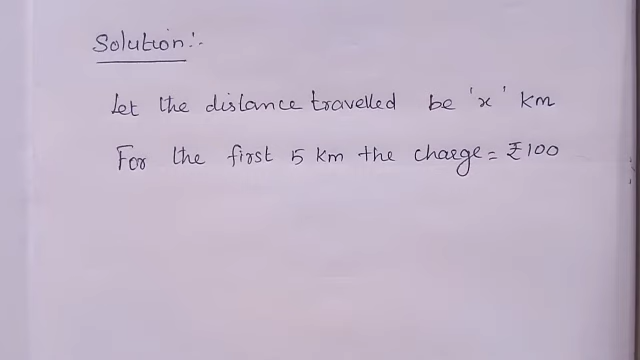 Solution:-
Let the distance travelled be 'x' km
For the first 5 km the charge = ₹100